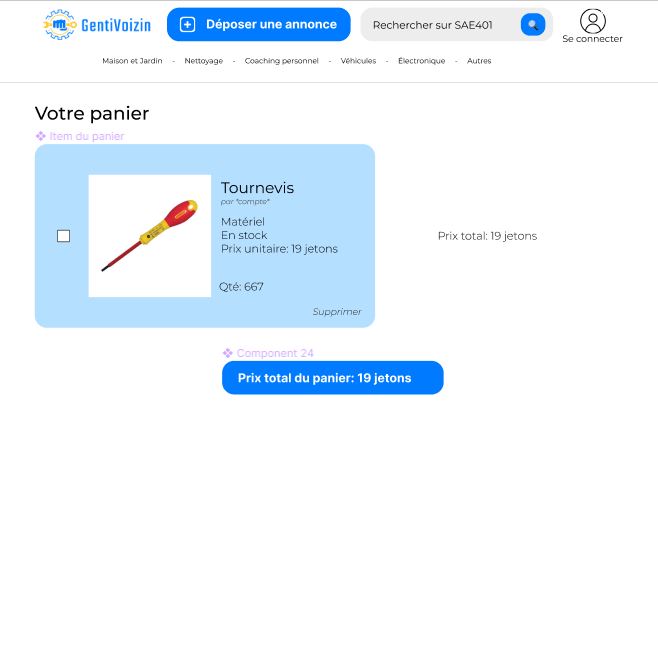 GentiVoizin
Déposer une annonce
Rechercher sur SAE401
Se connecter
Maison et Jardin - Nettoyage - Coaching personnel - Véhicules - Électronique - Autres
Votre panier
Item du panier
Tournevis
par *compte*
Matériel
En stock
Prix unitaire: 19 jetons
Qté: 667
Supprimer
Prix total: 19 jetons
Component 24
Prix total du panier: 19 jetons